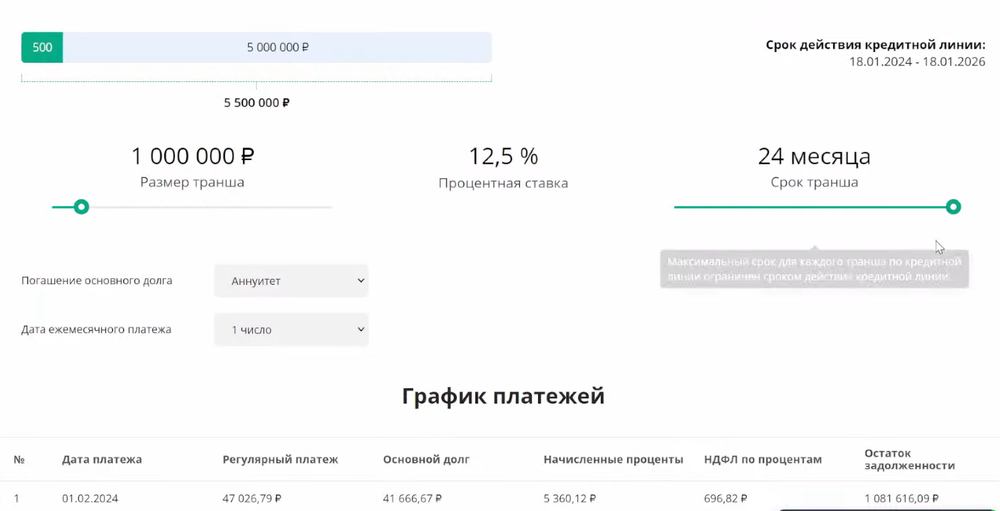 500
5 000 000 ₽
Срок действия кредитной линии:
18.01.2024 - 18.01.2026
5 500 000 ₽
1 000 000 ₽
12,5 %
24 месяца
Размер транша
Процентная ставка
Срок транша
Максимальный срок для каждого транша по кредитной
линии ограничен сроком действия кредитной линии.
Погашение основного долга
Аннуитет
Дата ежемесячного платежа
1 число
График платежей
№ Дата платежа Регулярный платеж Основной долг Начисленные проценты НДФЛ по процентам Остаток
задолженности
1 01.02.2024 47 026,79 ₽ 41 666,67 ₽ 5 360,12 ₽ 696,82 ₽ 1 081 616,09 ₽